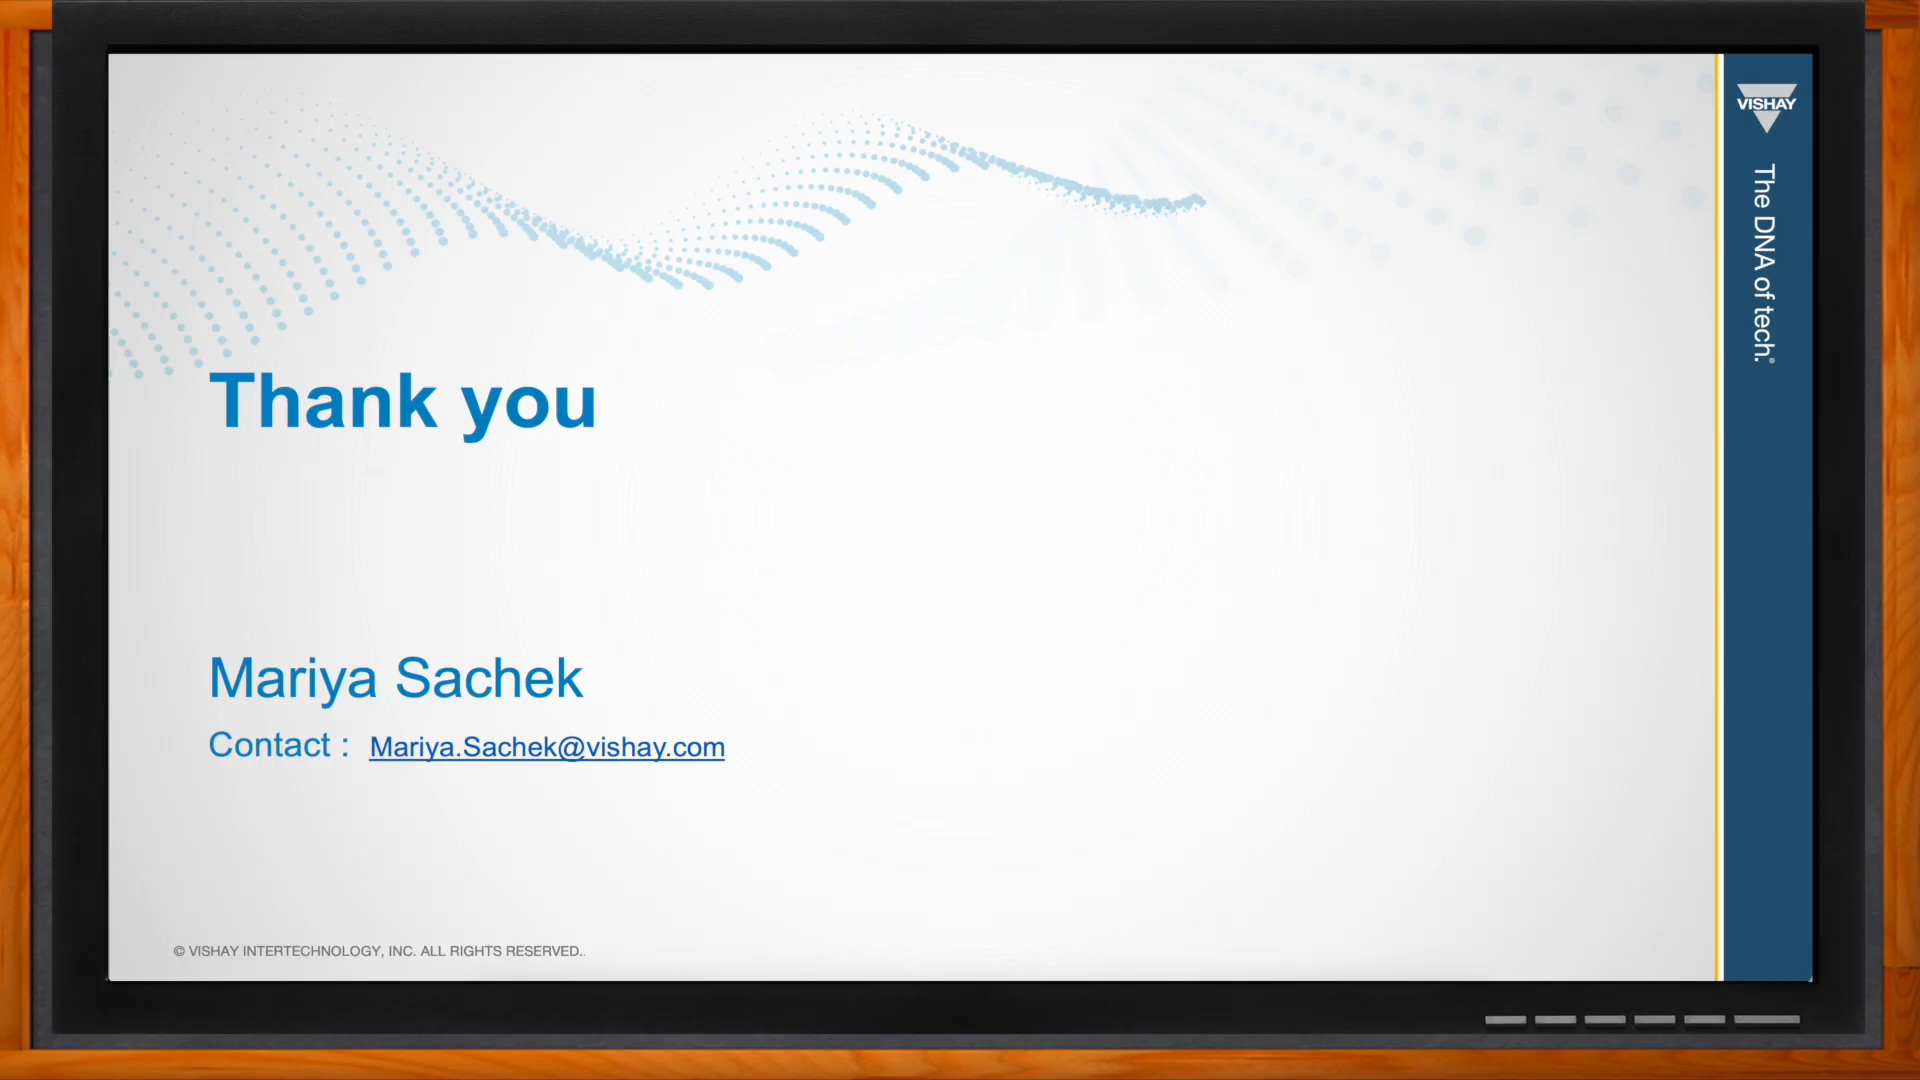 VISHAY
The DNA of tech.®
Thank you
Mariya Sachek
Contact : Mariya.Sachek@vishay.com
© VISHAY INTERTECHNOLOGY, INC. ALL RIGHTS RESERVED..